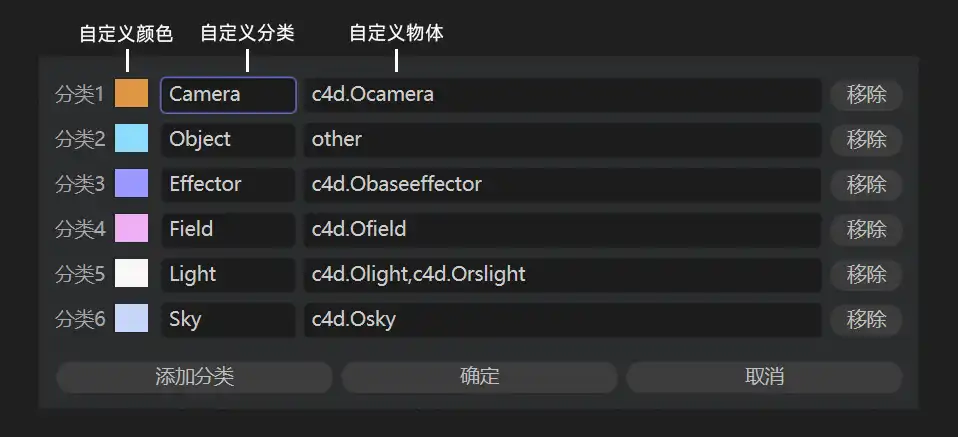 自定义颜色 自定义分类 自定义物体
分类1 Camera c4d.Ocamera 移除
分类2 Object other 移除
分类3 Effector c4d.Obaseeffector 移除
分类4 Field c4d.Ofield 移除
分类5 Light c4d.Olight,c4d.Orslight 移除
分类6 Sky c4d.Osky 移除
添加分类 确定 取消